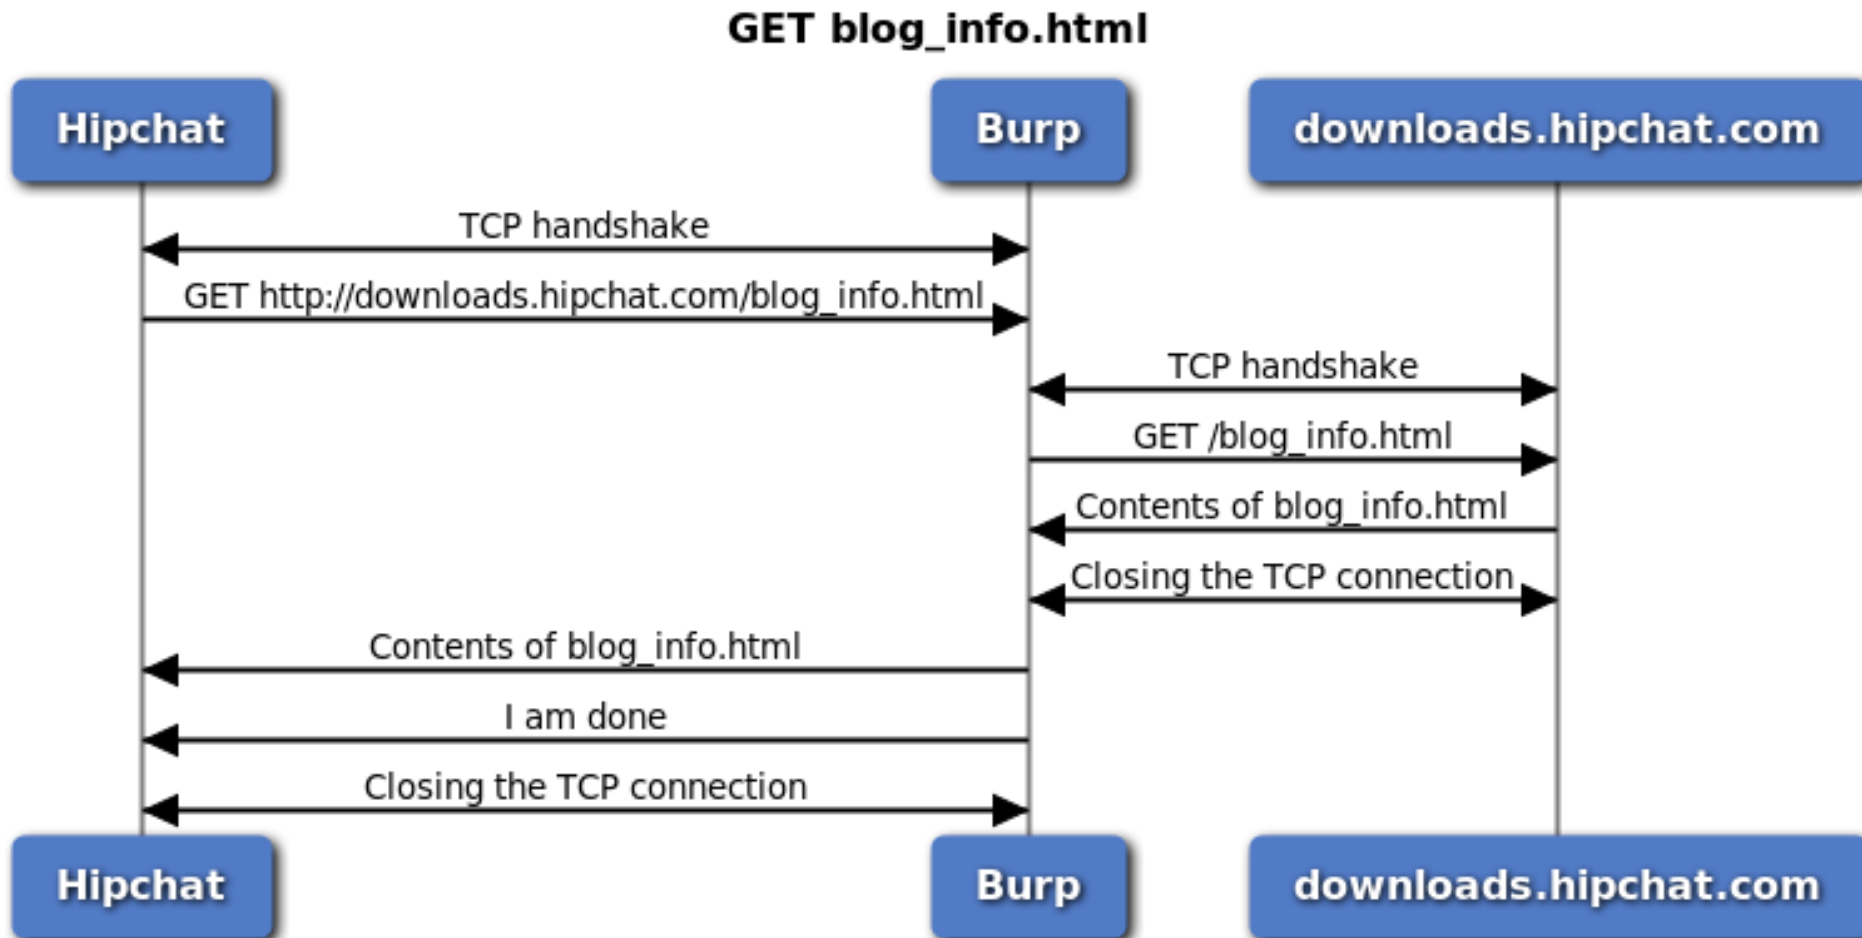 GET blog_info.html
Hipchat
Burp
downloads.hipchat.com
TCP handshake
GET http://downloads.hipchat.com/blog_info.html
TCP handshake
GET /blog_info.html
Contents of blog_info.html
Closing the TCP connection
Contents of blog_info.html
I am done
Closing the TCP connection
Hipchat
Burp
downloads.hipchat.com